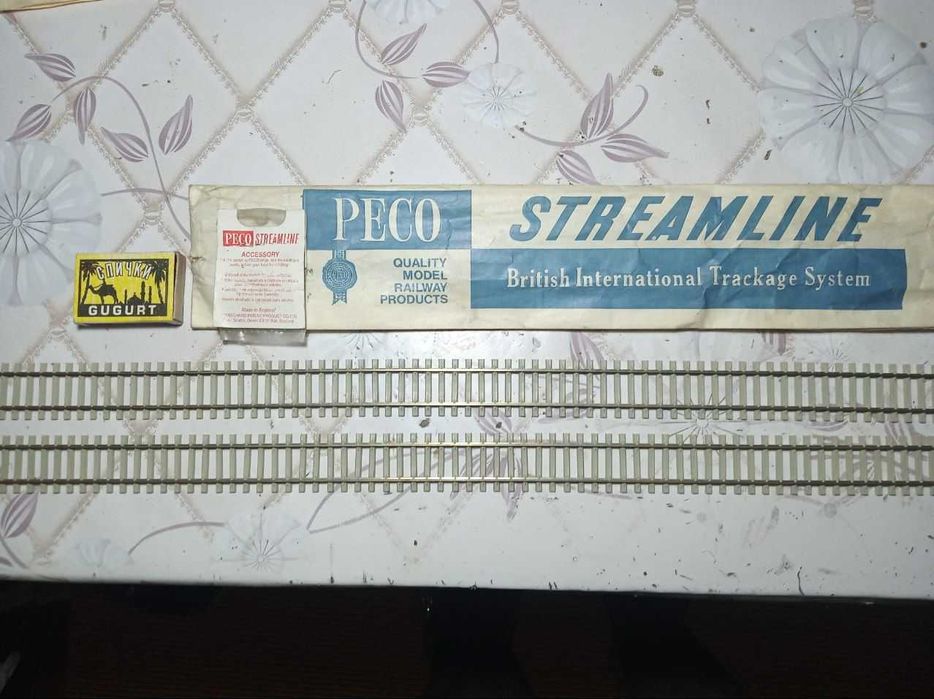 PECO
QUALITY
MODEL
RAILWAY
PRODUCTS
STREAMLINE
British International Trackage System
PECO STREAMLINE
ACCESSORY
Made in England
СПИЧКИ
GUGURT